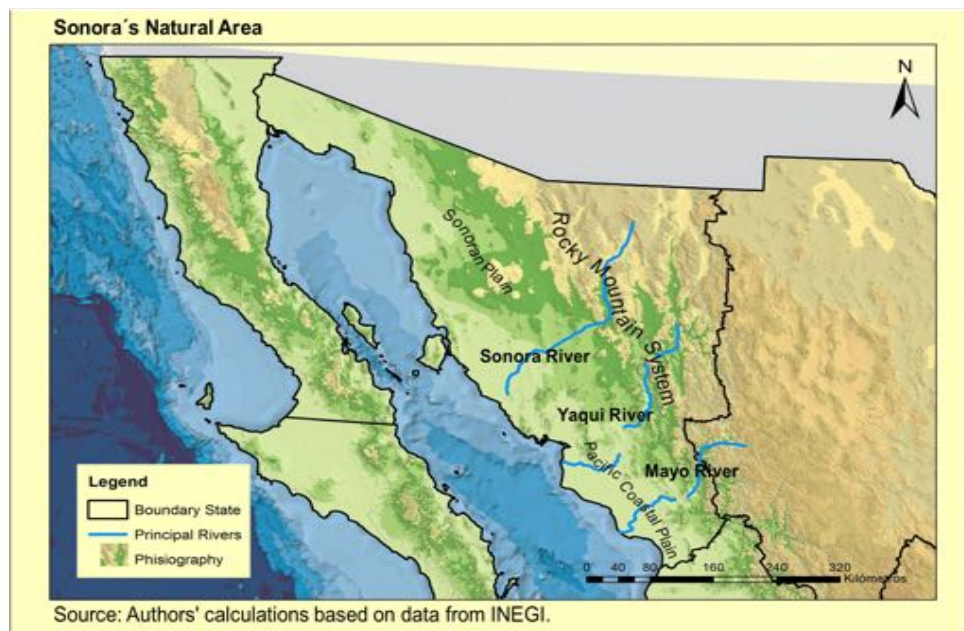 Sonora´s Natural Area
N
Sonoran Plain
Rocky Mountain System
Sonora River
Yaqui River
Pacific Coastal Plain
Mayo River
Legend
Boundary State
Principal Rivers
Phisiography
0 40 80 160 240 320
Kilómetros
Source: Authors' calculations based on data from INEGI.